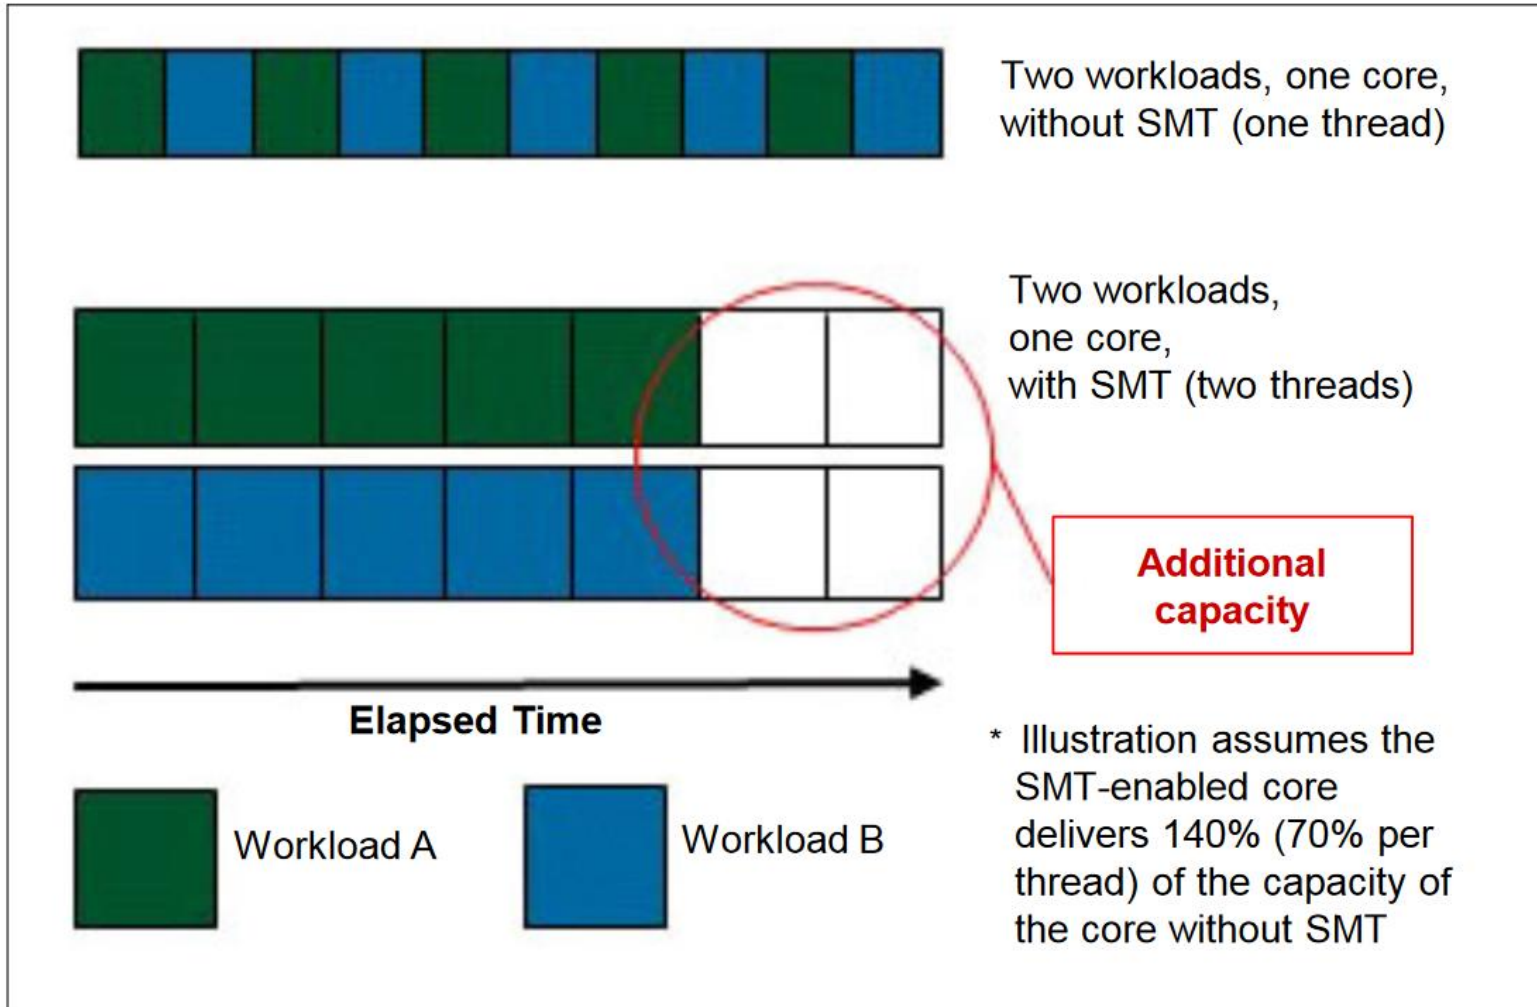 Two workloads, one core,
without SMT (one thread)
Two workloads,
one core,
with SMT (two threads)
Additional
capacity
Elapsed Time
Workload A
Workload B
* Illustration assumes the
SMT-enabled core
delivers 140% (70% per
thread) of the capacity of
the core without SMT